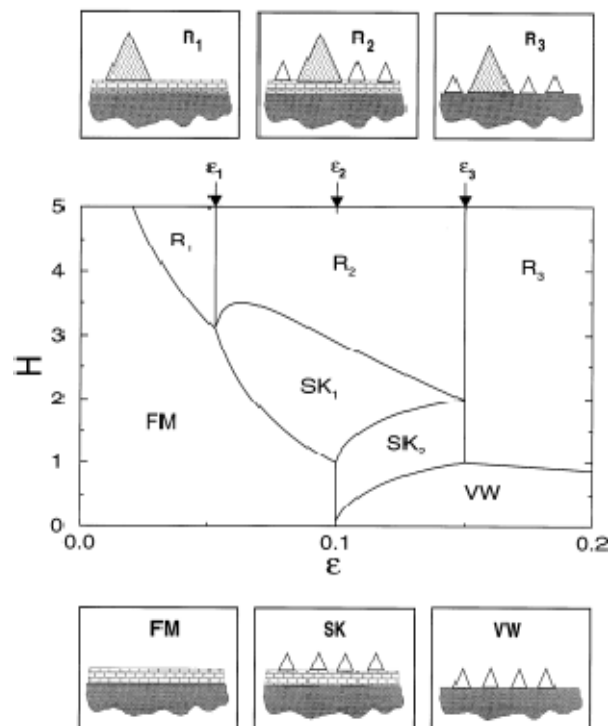 R₁ R₂ R₃
ε₁ ε₂ ε₃
5
4
3
2
1
0
H
R₁
R₂
R₃
SK₁
FM
SK₂
VW
0.0 0.1 0.2
ε
FM SK VW